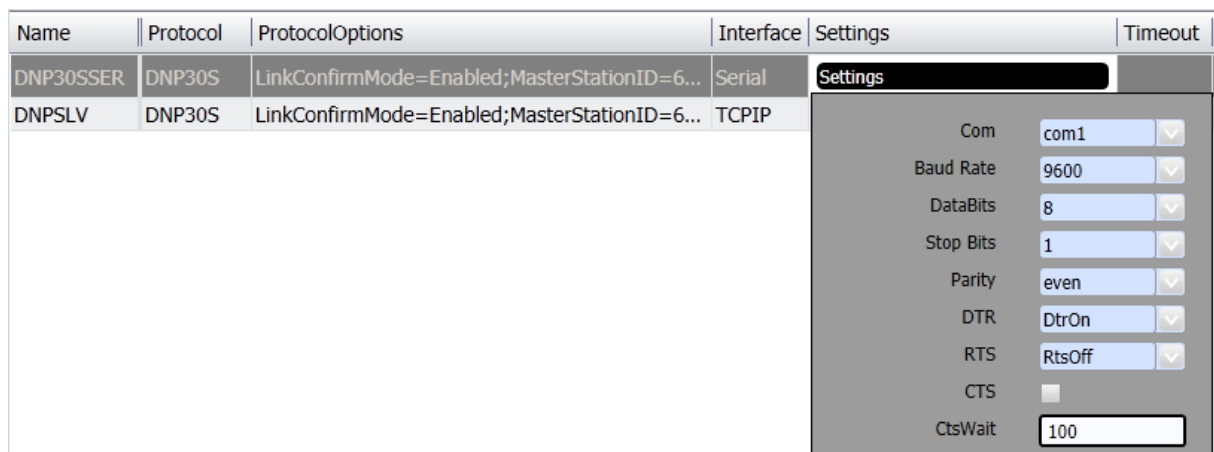 Name Protocol ProtocolOptions Interface Settings Timeout
DNP30SSER DNP30S LinkConfirmMode=Enabled;MasterStationID=6... Serial Settings
DNPSLV DNP30S LinkConfirmMode=Enabled;MasterStationID=6... TCPIP
Com com1
Baud Rate 9600
DataBits 8
Stop Bits 1
Parity even
DTR DtrOn
RTS RtsOff
CTS
CtsWait 100